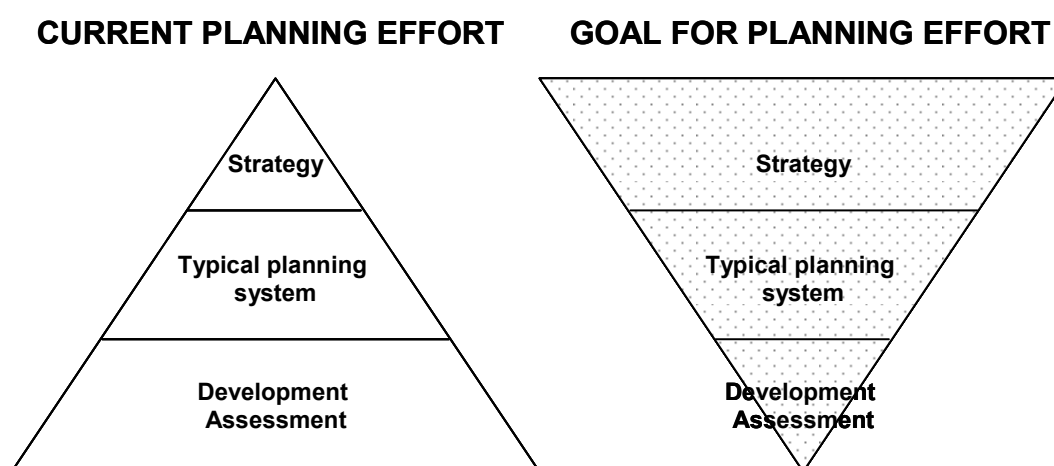 CURRENT PLANNING EFFORT
Strategy
Typical planning
system
Development
Assessment
GOAL FOR PLANNING EFFORT
Strategy
Typical planning
system
Development
Assessment